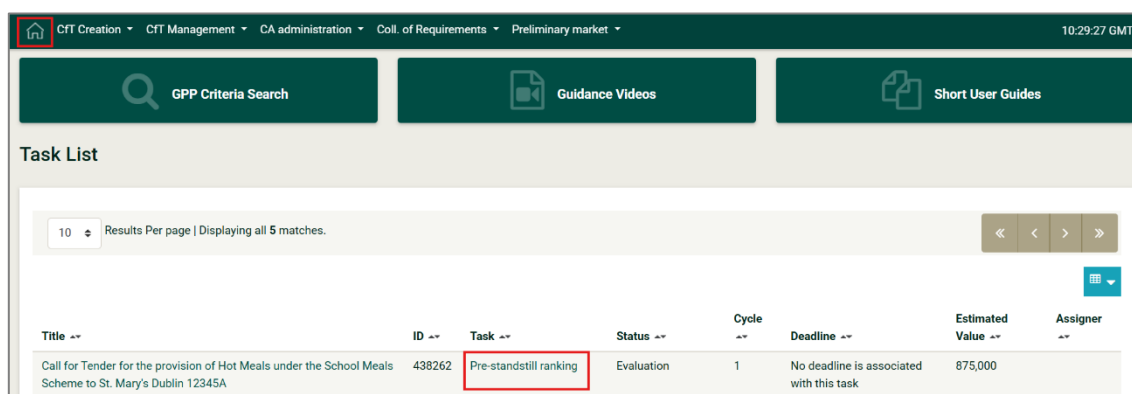 CfT Creation CfT Management CA administration Coll. of Requirements Preliminary market 10:29:27 GMT
GPP Criteria Search Guidance Videos Short User Guides
Task List
10 Results Per page | Displaying all 5 matches.
« < > »
Title ID Task Status Cycle Deadline Estimated Value Assigner
Call for Tender for the provision of Hot Meals under the School Meals 438262 Pre-standstill ranking Evaluation 1 No deadline is associated 875,000
Scheme to St. Mary's Dublin 12345A with this task